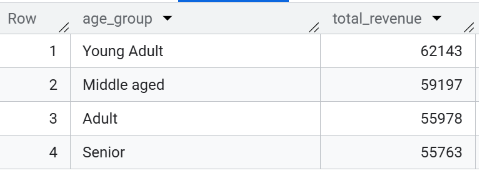 Row age_group total_revenue
1 Young Adult 62143
2 Middle aged 59197
3 Adult 55978
4 Senior 55763